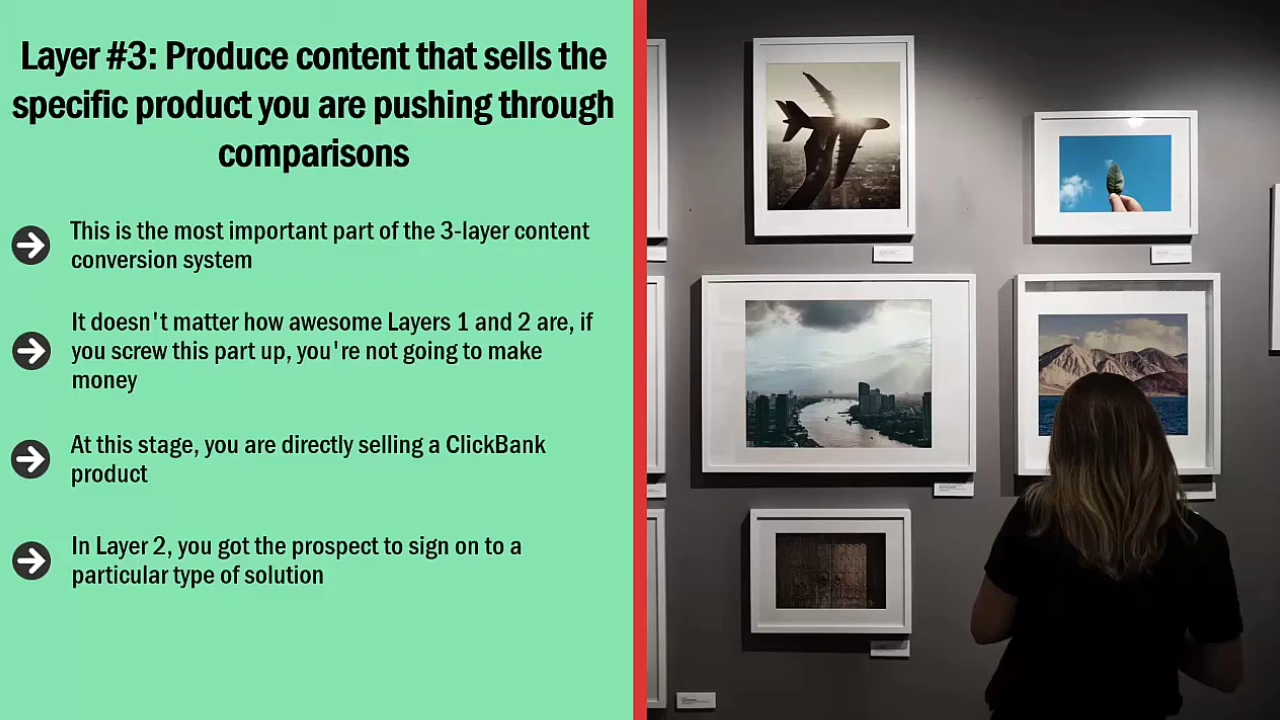 Layer #3: Produce content that sells the
specific product you are pushing through
comparisons
This is the most important part of the 3-layer content
conversion system
It doesn't matter how awesome Layers 1 and 2 are, if
you screw this part up, you're not going to make
money
At this stage, you are directly selling a ClickBank
product
In Layer 2, you got the prospect to sign on to a
particular type of solution